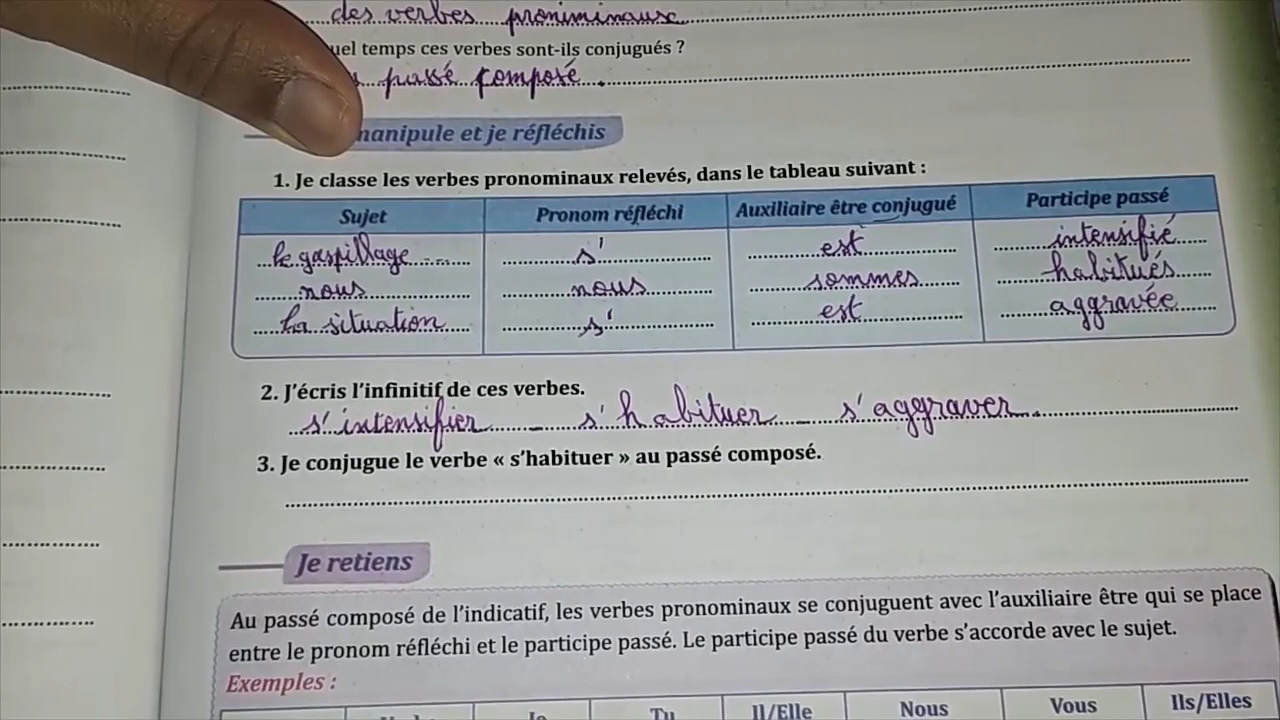 des verbes proniminause
uel temps ces verbes sont-ils conjugués ?
passé composé .
manipule et je réfléchis
1. Je classe les verbes pronominaux relevés, dans le tableau suivant :
Sujet Pronom réfléchi Auxiliaire être conjugué Participe passé
le gaspillage s' est intensifié
nous nous sommes habitués
la situation s' est aggravée
2. J'écris l'infinitif de ces verbes.
s'intensifier - s'habituer - s'aggraver .
3. Je conjugue le verbe « s'habituer » au passé composé.
Je retiens
Au passé composé de l'indicatif, les verbes pronominaux se conjuguent avec l'auxiliaire être qui se place
entre le pronom réfléchi et le participe passé. Le participe passé du verbe s'accorde avec le sujet.
Exemples :
Je Tu Il/Elle Nous Vous Ils/Elles